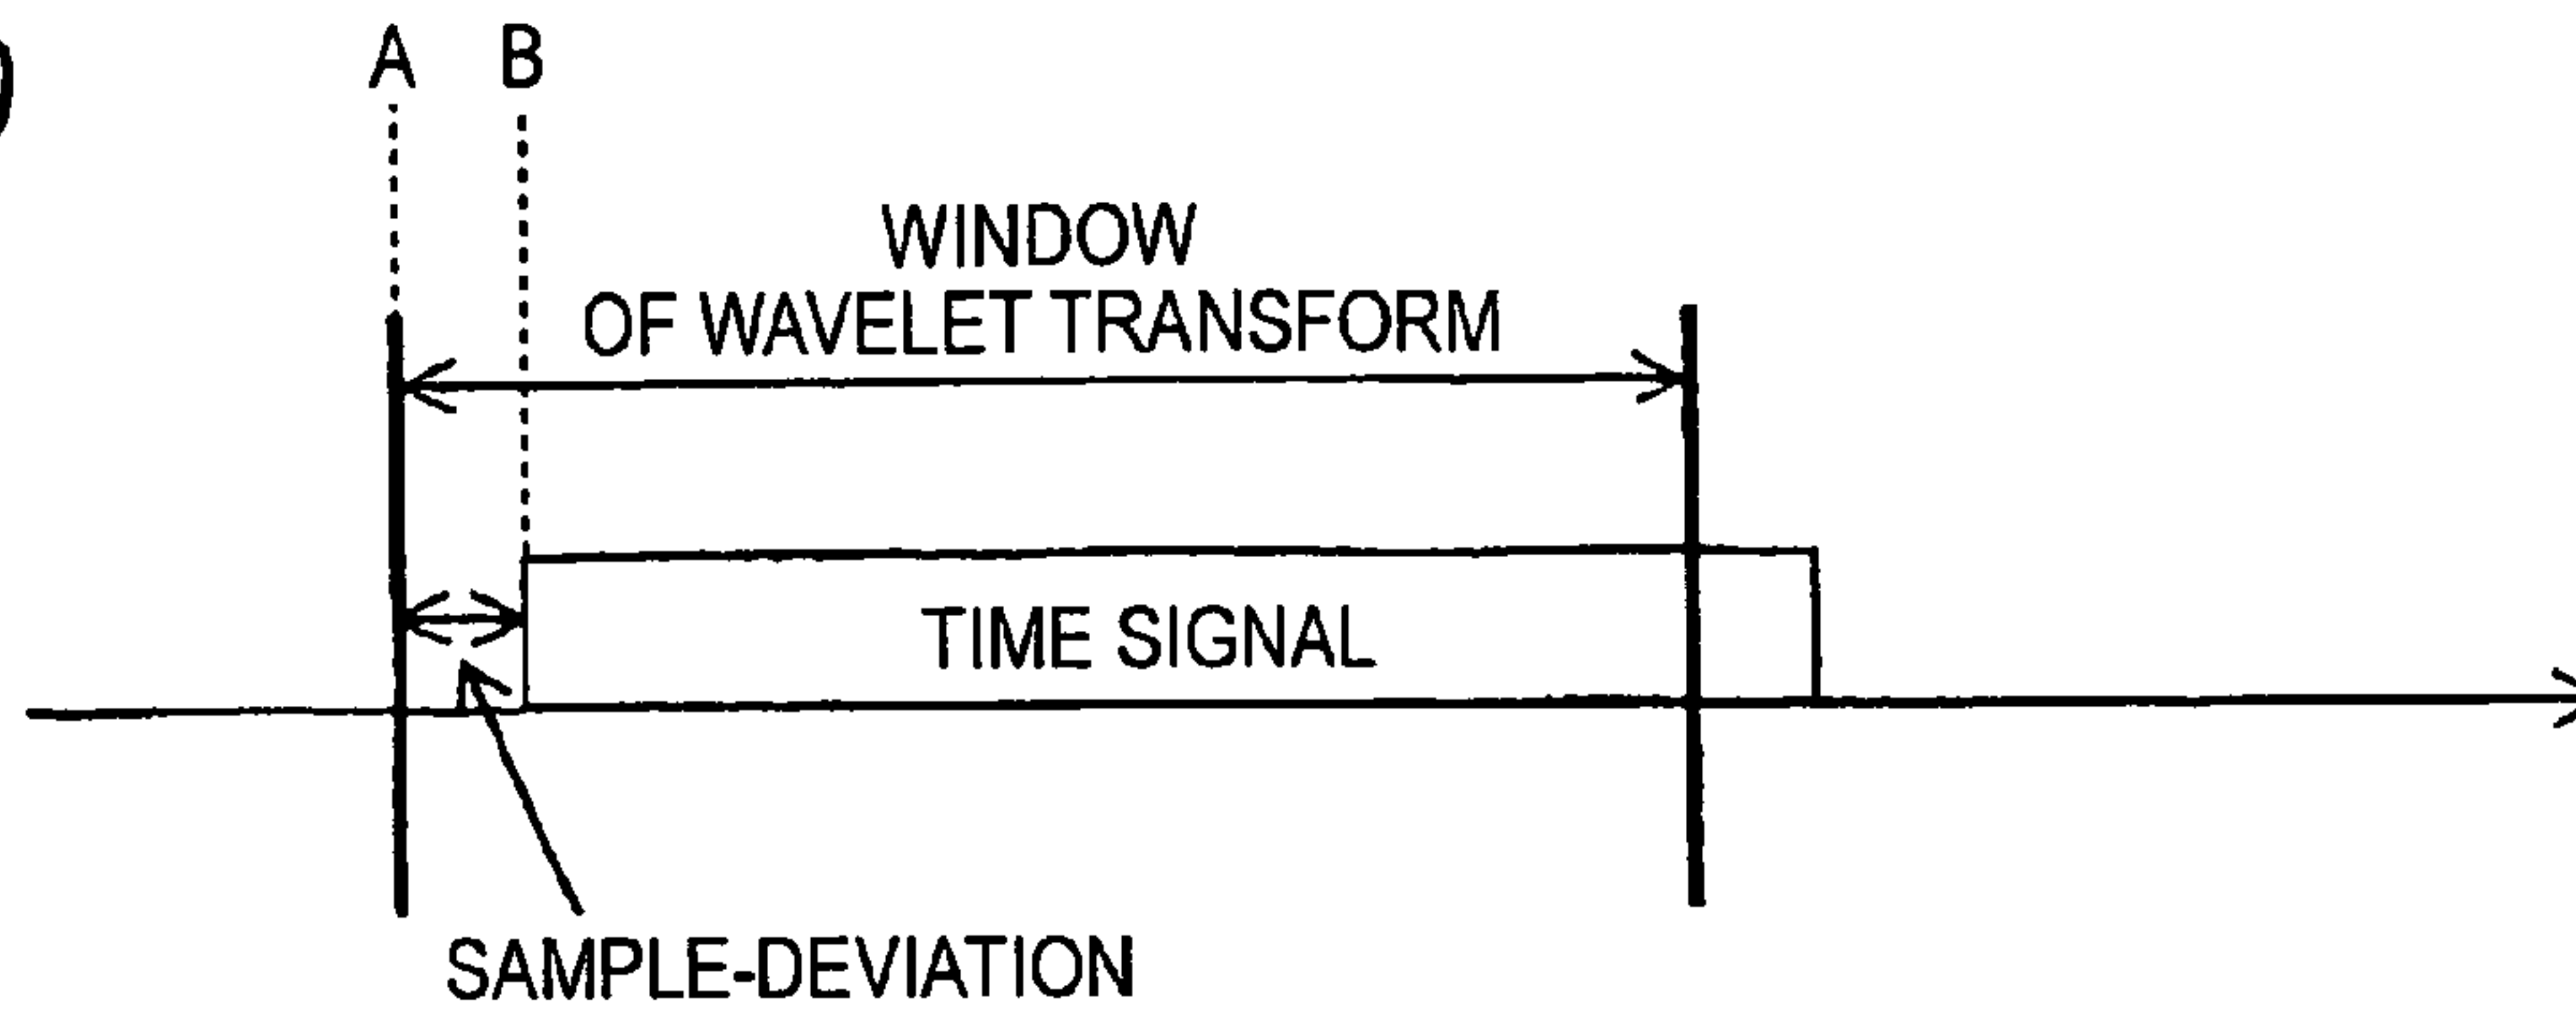 A B
WINDOW
OF WAVELET TRANSFORM
TIME SIGNAL
SAMPLE-DEVIATION